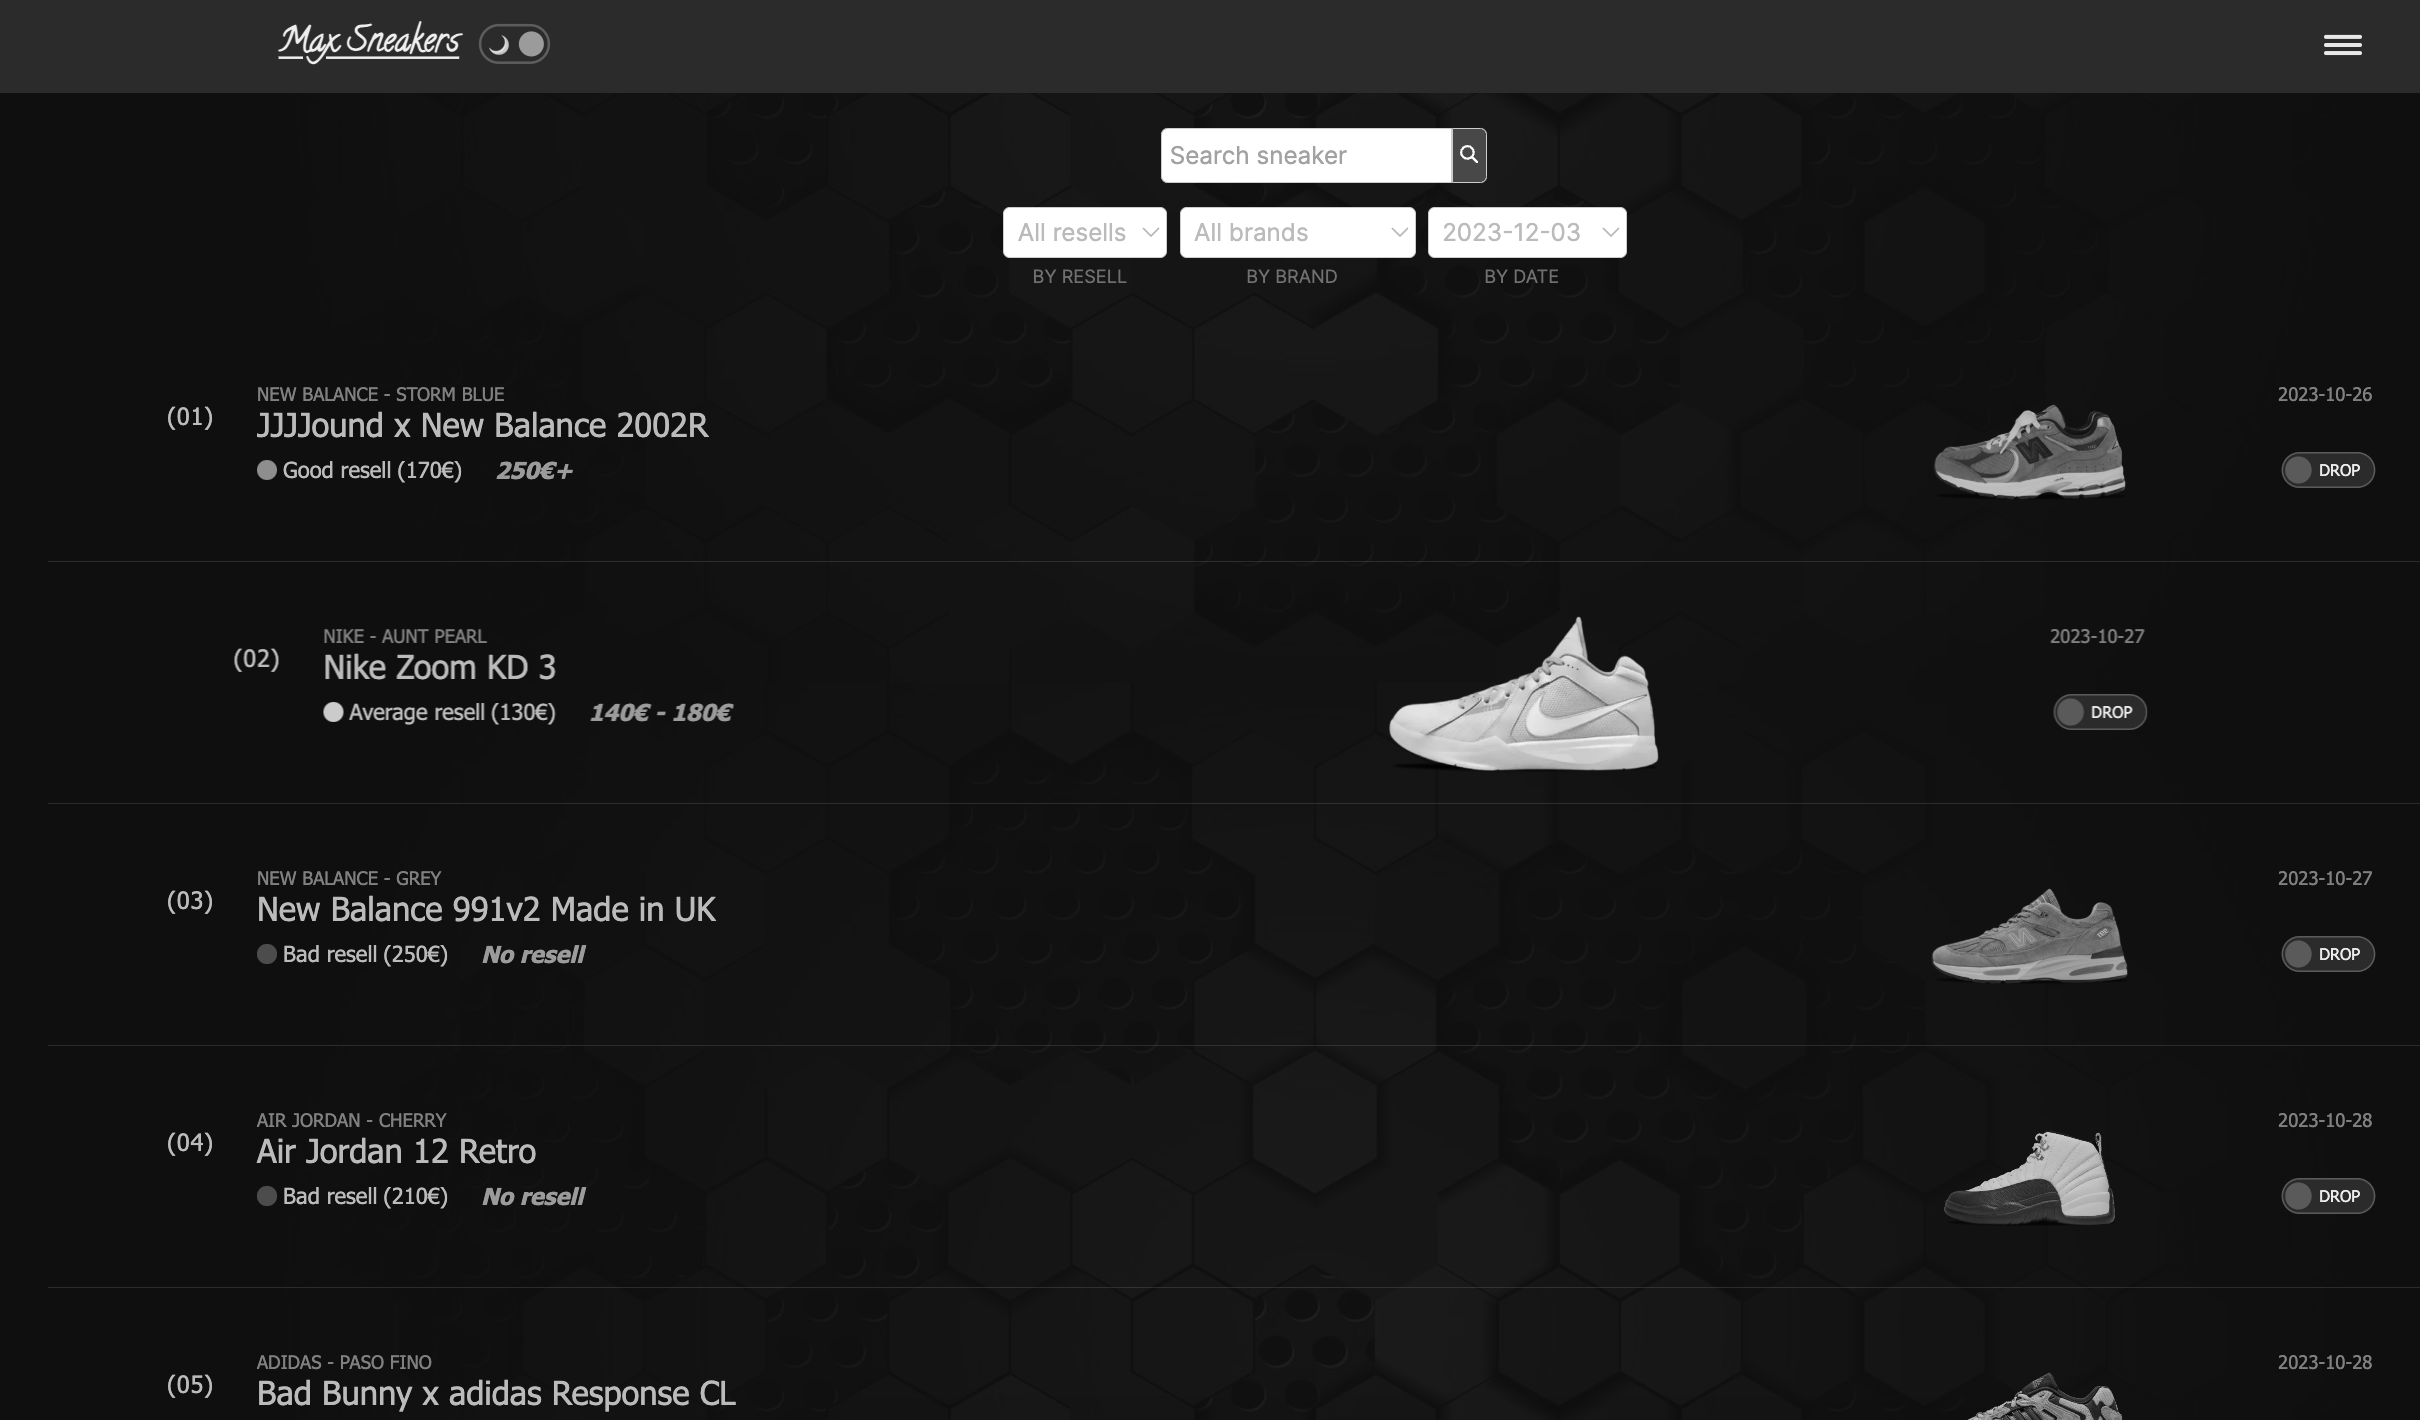 Max Sneakers
Search sneaker
All resells
All brands
2023-12-03
BY RESELL
BY BRAND
BY DATE
(01)
NEW BALANCE - STORM BLUE
JJJJound x New Balance 2002R
Good resell (170€) 250€+
2023-10-26
DROP
(02)
NIKE - AUNT PEARL
Nike Zoom KD 3
Average resell (130€) 140€ - 180€
2023-10-27
DROP
(03)
NEW BALANCE - GREY
New Balance 991v2 Made in UK
Bad resell (250€) No resell
2023-10-27
DROP
(04)
AIR JORDAN - CHERRY
Air Jordan 12 Retro
Bad resell (210€) No resell
2023-10-28
DROP
(05)
ADIDAS - PASO FINO
Bad Bunny x adidas Response CL
2023-10-28